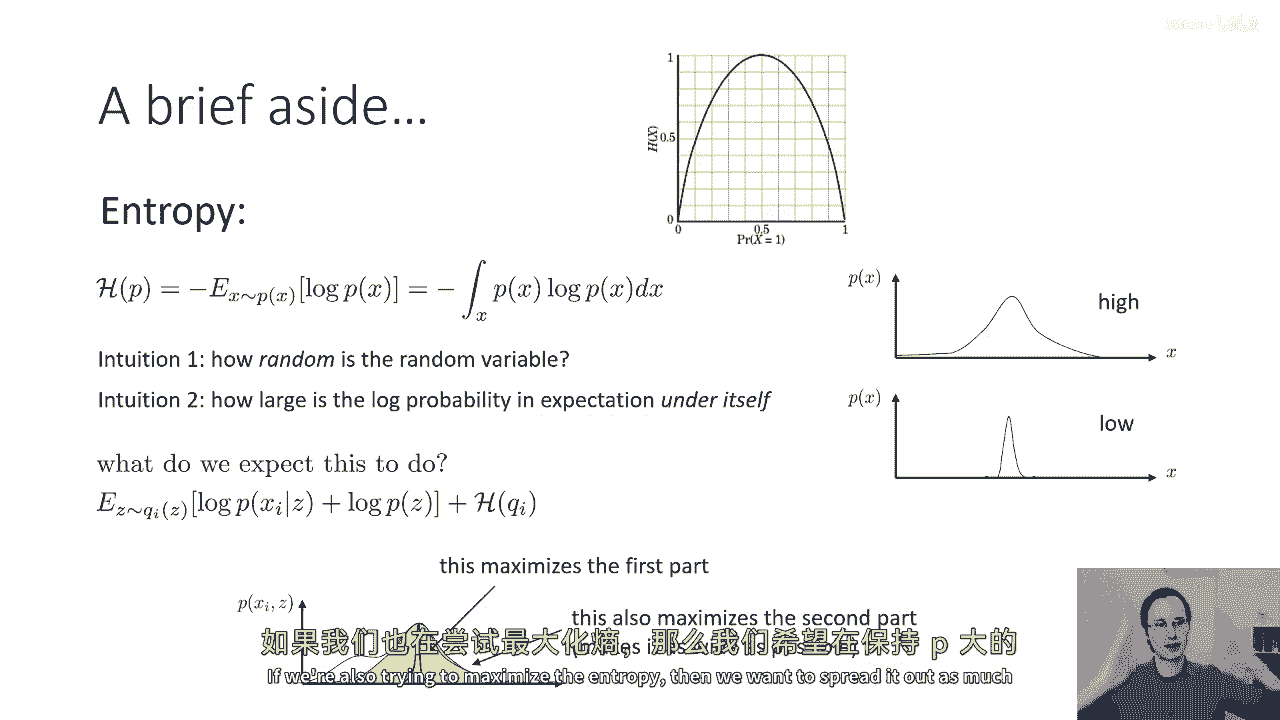 A brief aside...
1
0.5
0
H(X)
0
0.5
1
Pr(X = 1)
Entropy:
\mathcal{H}(p) = -E_{x \sim p(x)}[\log p(x)] = -\int_x p(x) \log p(x) dx
p(x)
high
x
Intuition 1: how random is the random variable?
Intuition 2: how large is the log probability in expectation under itself
p(x)
low
x
what do we expect this to do?
E_{z \sim q_i(z)}[\log p(x_i|z) + \log p(z)] + \mathcal{H}(q_i)
this maximizes the first part
p(x_i, z)
this also maximizes the second part
如果我们也在尝试最大化熵，那么我们希望在保持 p 大的
If we're also trying to maximize the entropy, then we want to spread it out as much